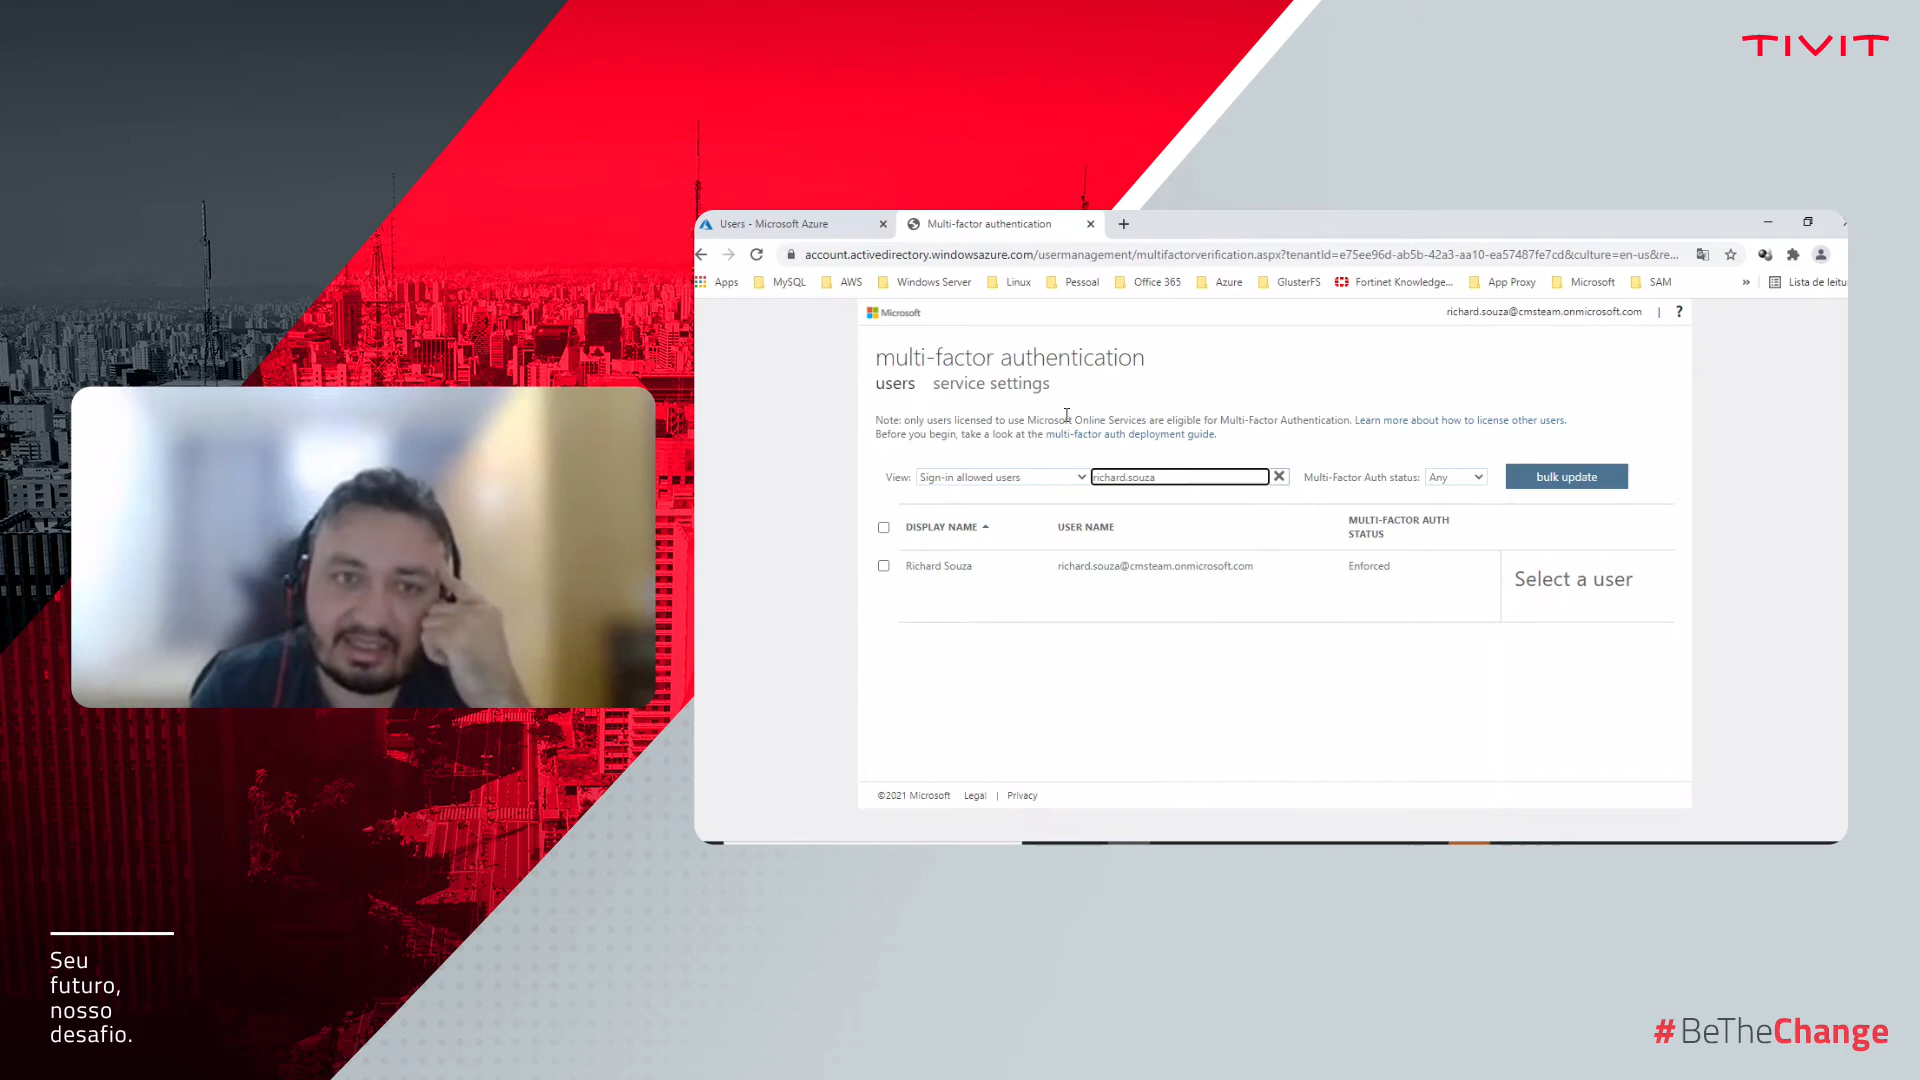 TIVIT
Users - Microsoft Azure
Multi-factor authentication
account.activedirectory.windowsazure.com/usermanagement/multifactorverification.aspx?tenantId=e75ee96d-ab5b-42a3-aa10-ea57487fe7cd&culture=en-us&re...
Apps MySQL AWS Windows Server Linux Pessoal Office 365 Azure GlusterFS Fortinet Knowledge... App Proxy Microsoft SAM » Lista de leitu
Microsoft
richard.souza@cmsteam.onmicrosoft.com | ?
multi-factor authentication
users service settings
Note: only users licensed to use Microsoft Online Services are eligible for Multi-Factor Authentication. Learn more about how to license other users.
Before you begin, take a look at the multi-factor auth deployment guide.
View: Sign-in allowed users richard.souza Multi-Factor Auth status: Any bulk update
DISPLAY NAME USER NAME MULTI-FACTOR AUTH
STATUS
Richard Souza richard.souza@cmsteam.onmicrosoft.com Enforced
Select a user
©2021 Microsoft Legal | Privacy
Seu
futuro,
nosso
desafio.
#BeTheChange